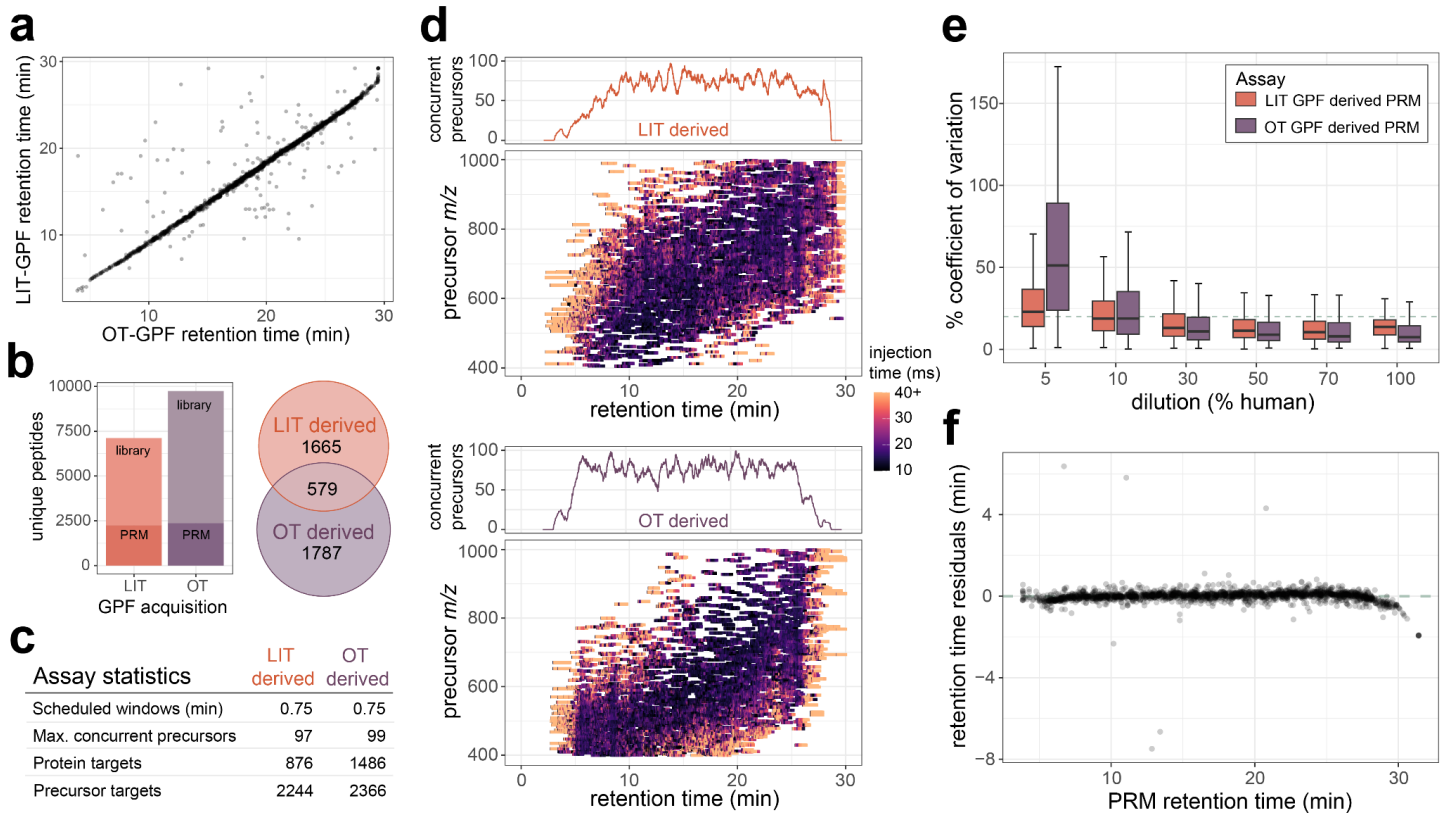 a
LIT-GPF retention time (min)
30
20
10
10
20
30
OT-GPF retention time (min)
b
unique peptides
10000
7500
5000
2500
0
library
PRM
library
PRM
LIT
OT
GPF acquisition
LIT derived
1665
579
OT derived
1787
c
Assay statistics
LIT derived
OT derived
Scheduled windows (min) 0.75 0.75
Max. concurrent precursors 97 99
Protein targets 876 1486
Precursor targets 2244 2366
d
concurrent
precursors
100
50
0
LIT derived
precursor m/z
1000
800
600
400
0
10
20
30
retention time (min)
injection
time (ms)
40+
30
20
10
concurrent
precursors
100
50
0
OT derived
precursor m/z
1000
800
600
400
0
10
20
30
retention time (min)
e
% coefficient of variation
150
100
50
0
Assay
LIT GPF derived PRM
OT GPF derived PRM
5
10
30
50
70
100
dilution (% human)
f
retention time residuals (min)
4
0
−4
−8
10
20
30
PRM retention time (min)